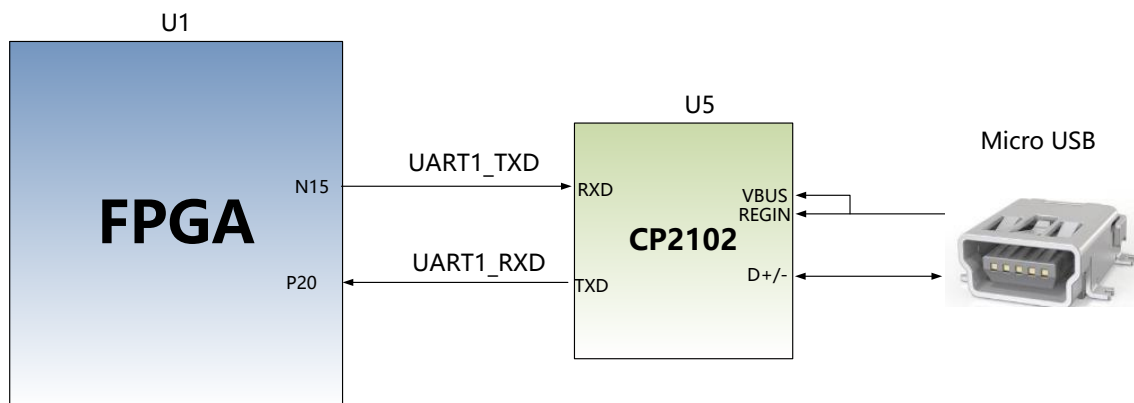 U1
FPGA
N15
P20
UART1_TXD
UART1_RXD
U5
RXD
TXD
CP2102
VBUS
REGIN
D+/-
Micro USB